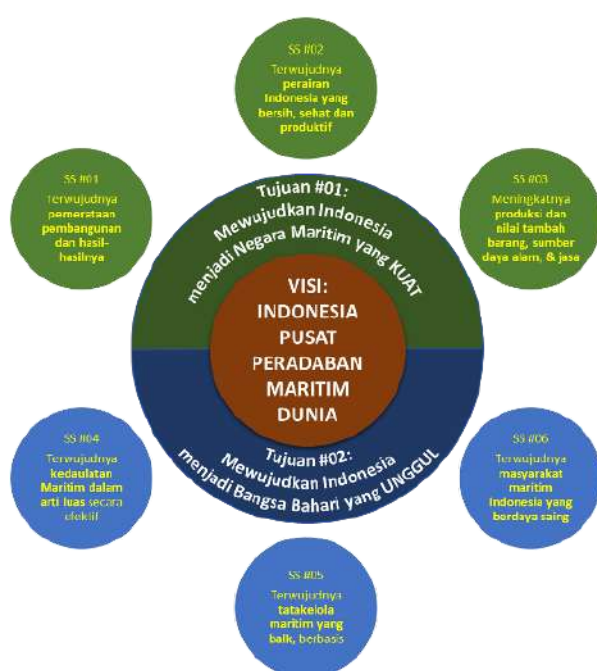 SS #02
Terwujudnya
perairan
Indonesia yang
bersih, sehat dan
produktif
SS #01
Terwujudnya
pemerataan
pembangunan
dan hasil-
hasilnya
Tujuan #01:
Mewujudkan Indonesia
menjadi Negara Maritim yang KUAT
SS #03
Meningkatnya
produksi dan
nilai tambah
barang, sumber
daya alam, & jasa
VISI:
INDONESIA
PUSAT
PERADABAN
MARITIM
DUNIA
SS #04
Terwujudnya
kedaulatan
Maritim dalam
arti luas secara
efektif
Tujuan #02:
Mewujudkan Indonesia
menjadi Bangsa Bahari yang UNGGUL
SS #06
Terwujudnya
masyarakat
maritim
Indonesia yang
berdaya saing
SS #05
Terwujudnya
tatakelola
maritim yang
baik, berbasis